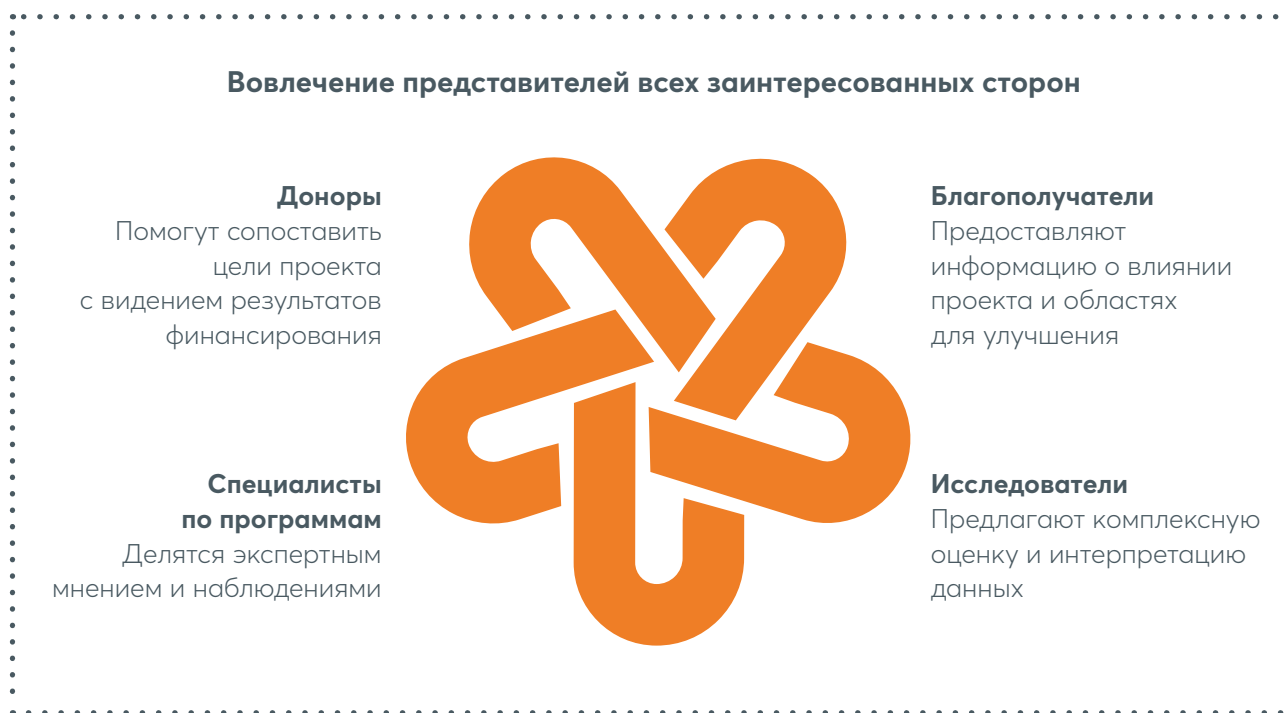 Вовлечение представителей всех заинтересованных сторон
Доноры
Помогут сопоставить
цели проекта
с видением результатов
финансирования
Благополучатели
Предоставляют
информацию о влиянии
проекта и областях
для улучшения
Специалисты
по программам
Делятся экспертным
мнением и наблюдениями
Исследователи
Предлагают комплексную
оценку и интерпретацию
данных